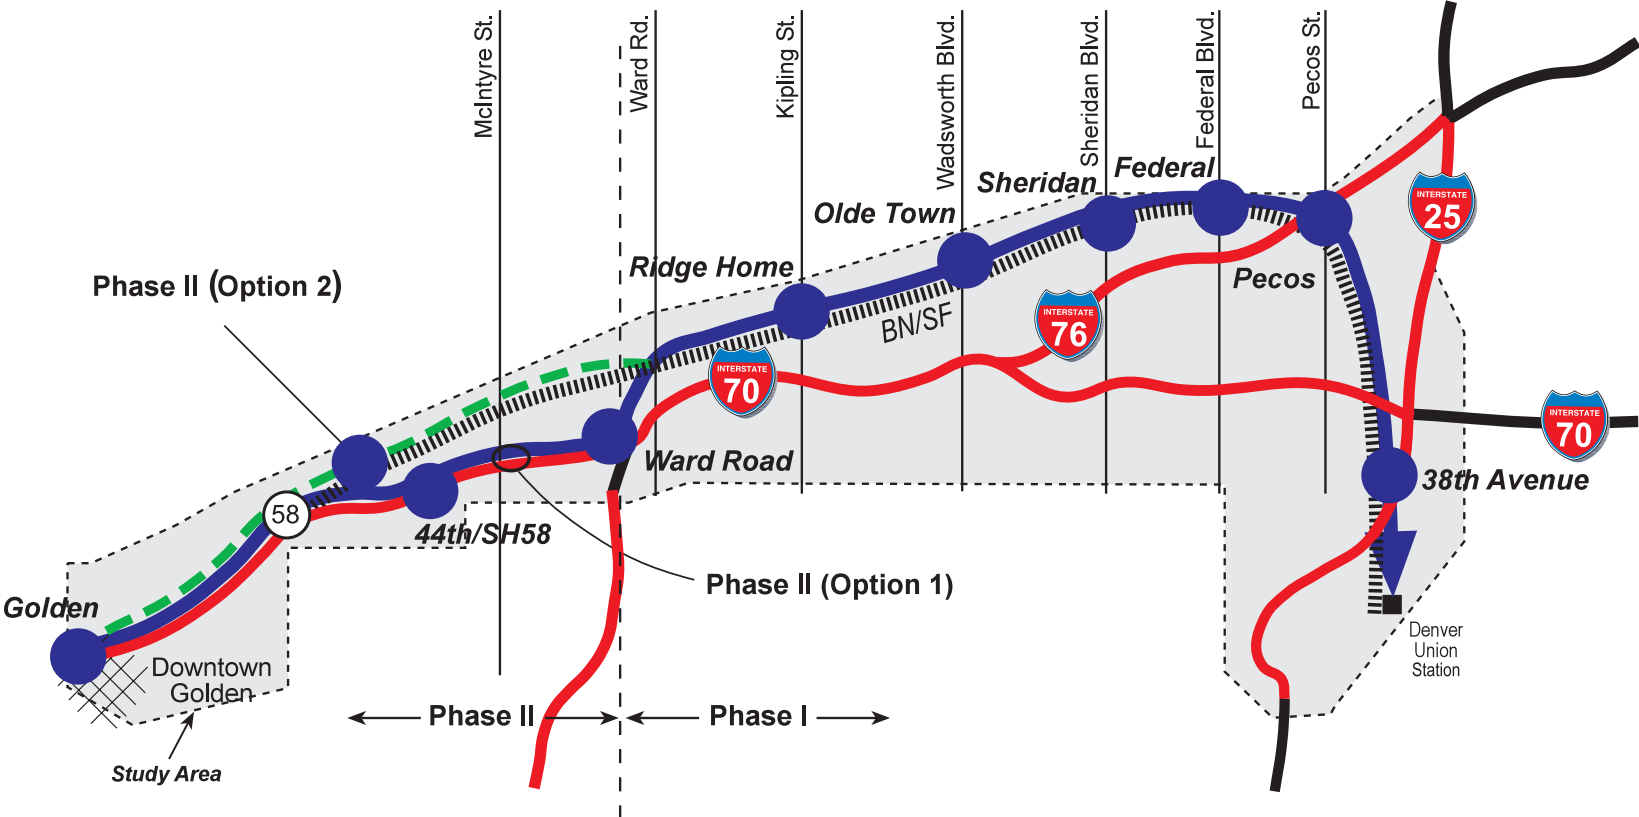 McIntyre St.
Ward Rd.
Kipling St.
Wadsworth Blvd.
Sheridan Blvd.
Federal Blvd.
Pecos St.
Federal
Sheridan
Olde Town
Ridge Home
Pecos
INTERSTATE
25
Phase II (Option 2)
BN/SF
INTERSTATE
76
INTERSTATE
70
INTERSTATE
70
Ward Road
38th Avenue
58
44th/SH58
Phase II (Option 1)
Golden
Denver
Union
Station
Downtown
Golden
Phase II
Phase I
Study Area